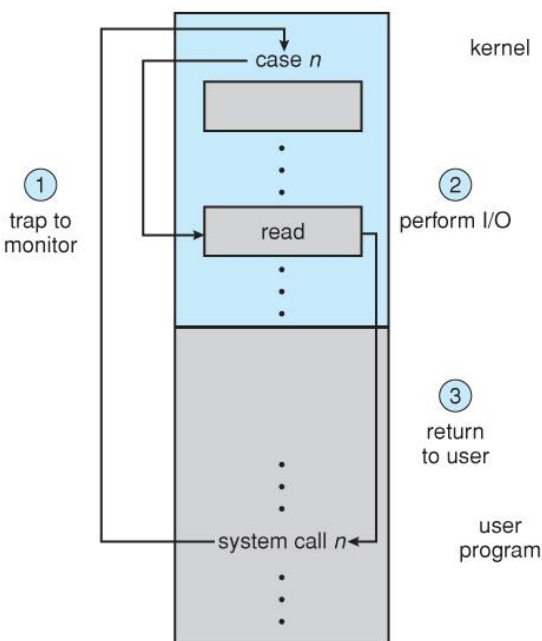 kernel
case n
1
trap to
monitor
2
perform I/O
read
3
return
to user
system call n
user
program